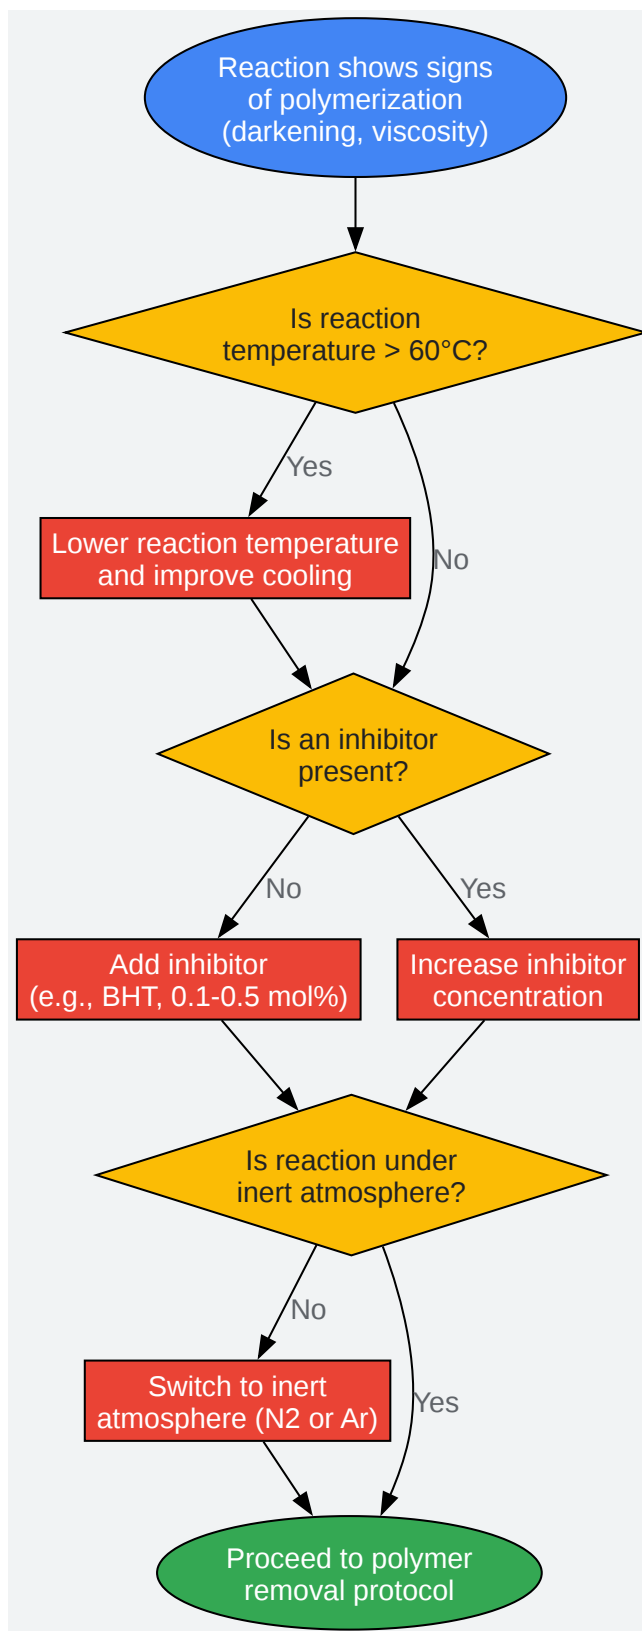 Reaction shows signs
of polymerization
(darkening, viscosity)
Is reaction
temperature > 60°C?
Yes
Lower reaction temperature
and improve cooling
No
Is an inhibitor
present?
No
Yes
Add inhibitor
(e.g., BHT, 0.1-0.5 mol%)
Increase inhibitor
concentration
Is reaction under
inert atmosphere?
No
Switch to inert
atmosphere (N2 or Ar)
Yes
Proceed to polymer
removal protocol